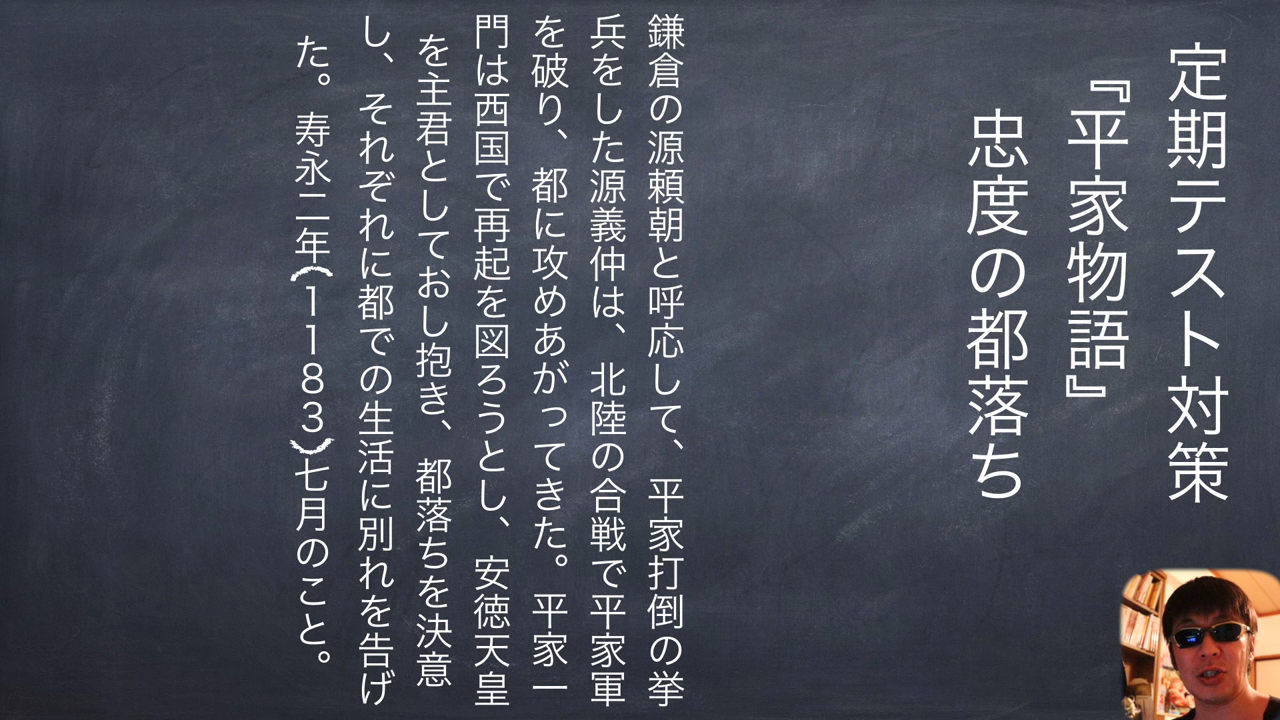 定期テスト対策
『平家物語』
忠度の都落ち
鎌倉の源頼朝と呼応して、平家打倒の挙
兵をした源義仲は、北陸の合戦で平家軍
を破り、都に攻めあがってきた。平家一
門は西国で再起を図ろうとし、安徳天皇
を主君としておし抱き、都落ちを決意
し、それぞれに都での生活に別れを告げ
た。寿永二年(1183)七月のこと。